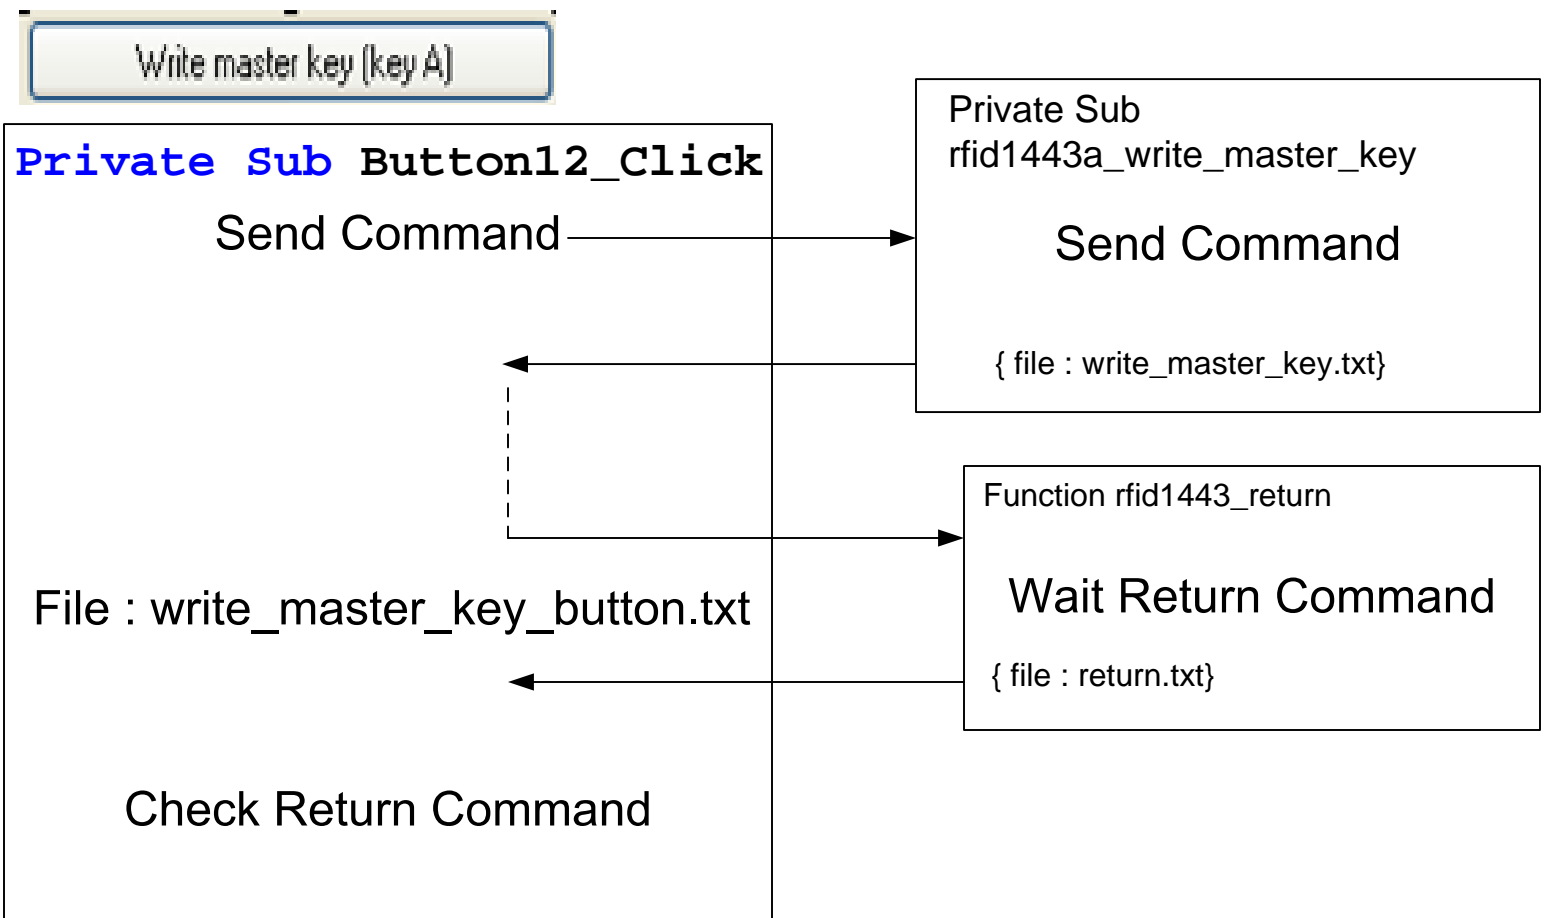 Write master key (key A)
Private Sub Button12_Click
Send Command
File : write_master_key_button.txt
Check Return Command
Private Sub
rfid1443a_write_master_key
Send Command
{ file : write_master_key.txt}
Function rfid1443_return
Wait Return Command
{ file : return.txt}